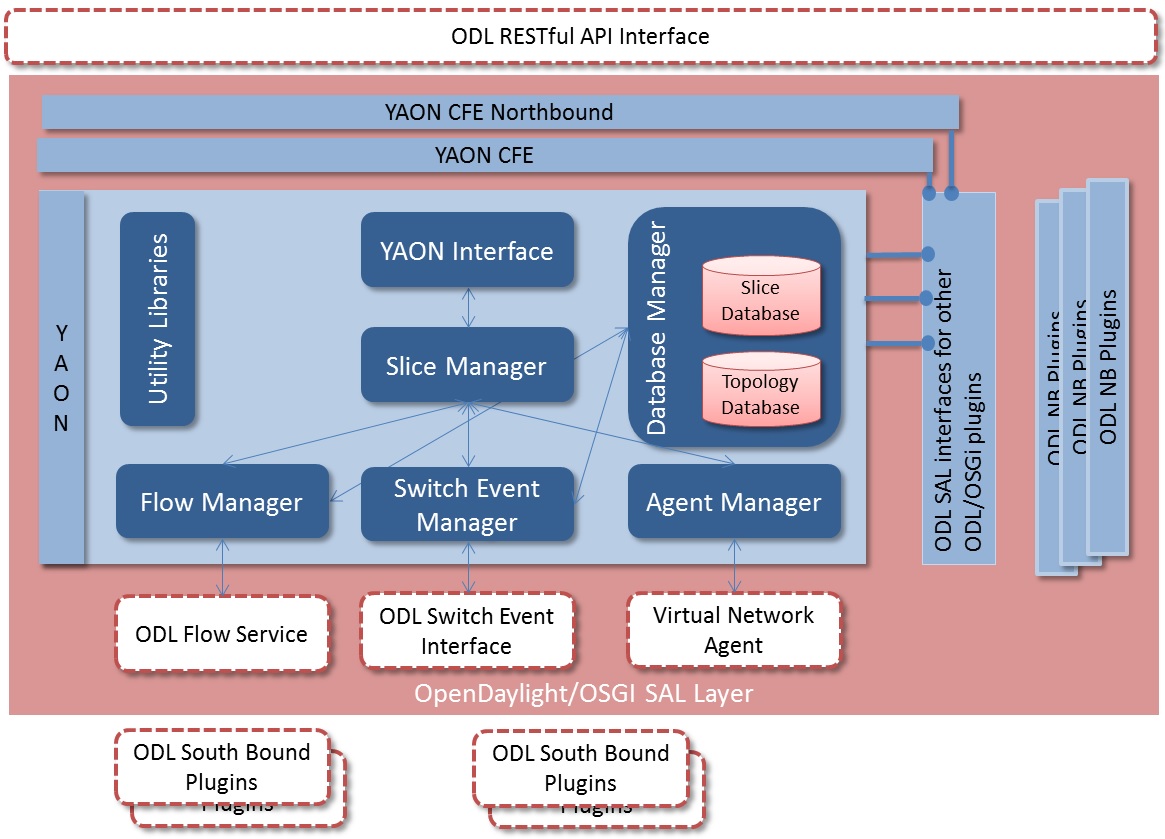 ODL RESTful API Interface
YAON CFE Northbound
YAON CFE
Y
A
O
N
Utility Libraries
YAON Interface
Slice Manager
Database Manager
Slice
Database
Topology
Database
Flow Manager
Switch Event
Manager
Agent Manager
ODL SAL interfaces for other
ODL/OSGi plugins
ODL NB Plugins
ODL NB Plugins
ODL NB Plugins
ODL Flow Service
ODL Switch Event
Interface
Virtual Network
Agent
OpenDaylight/OSGI SAL Layer
ODL South Bound
Plugins
Plugins
ODL South Bound
Plugins
Plugins